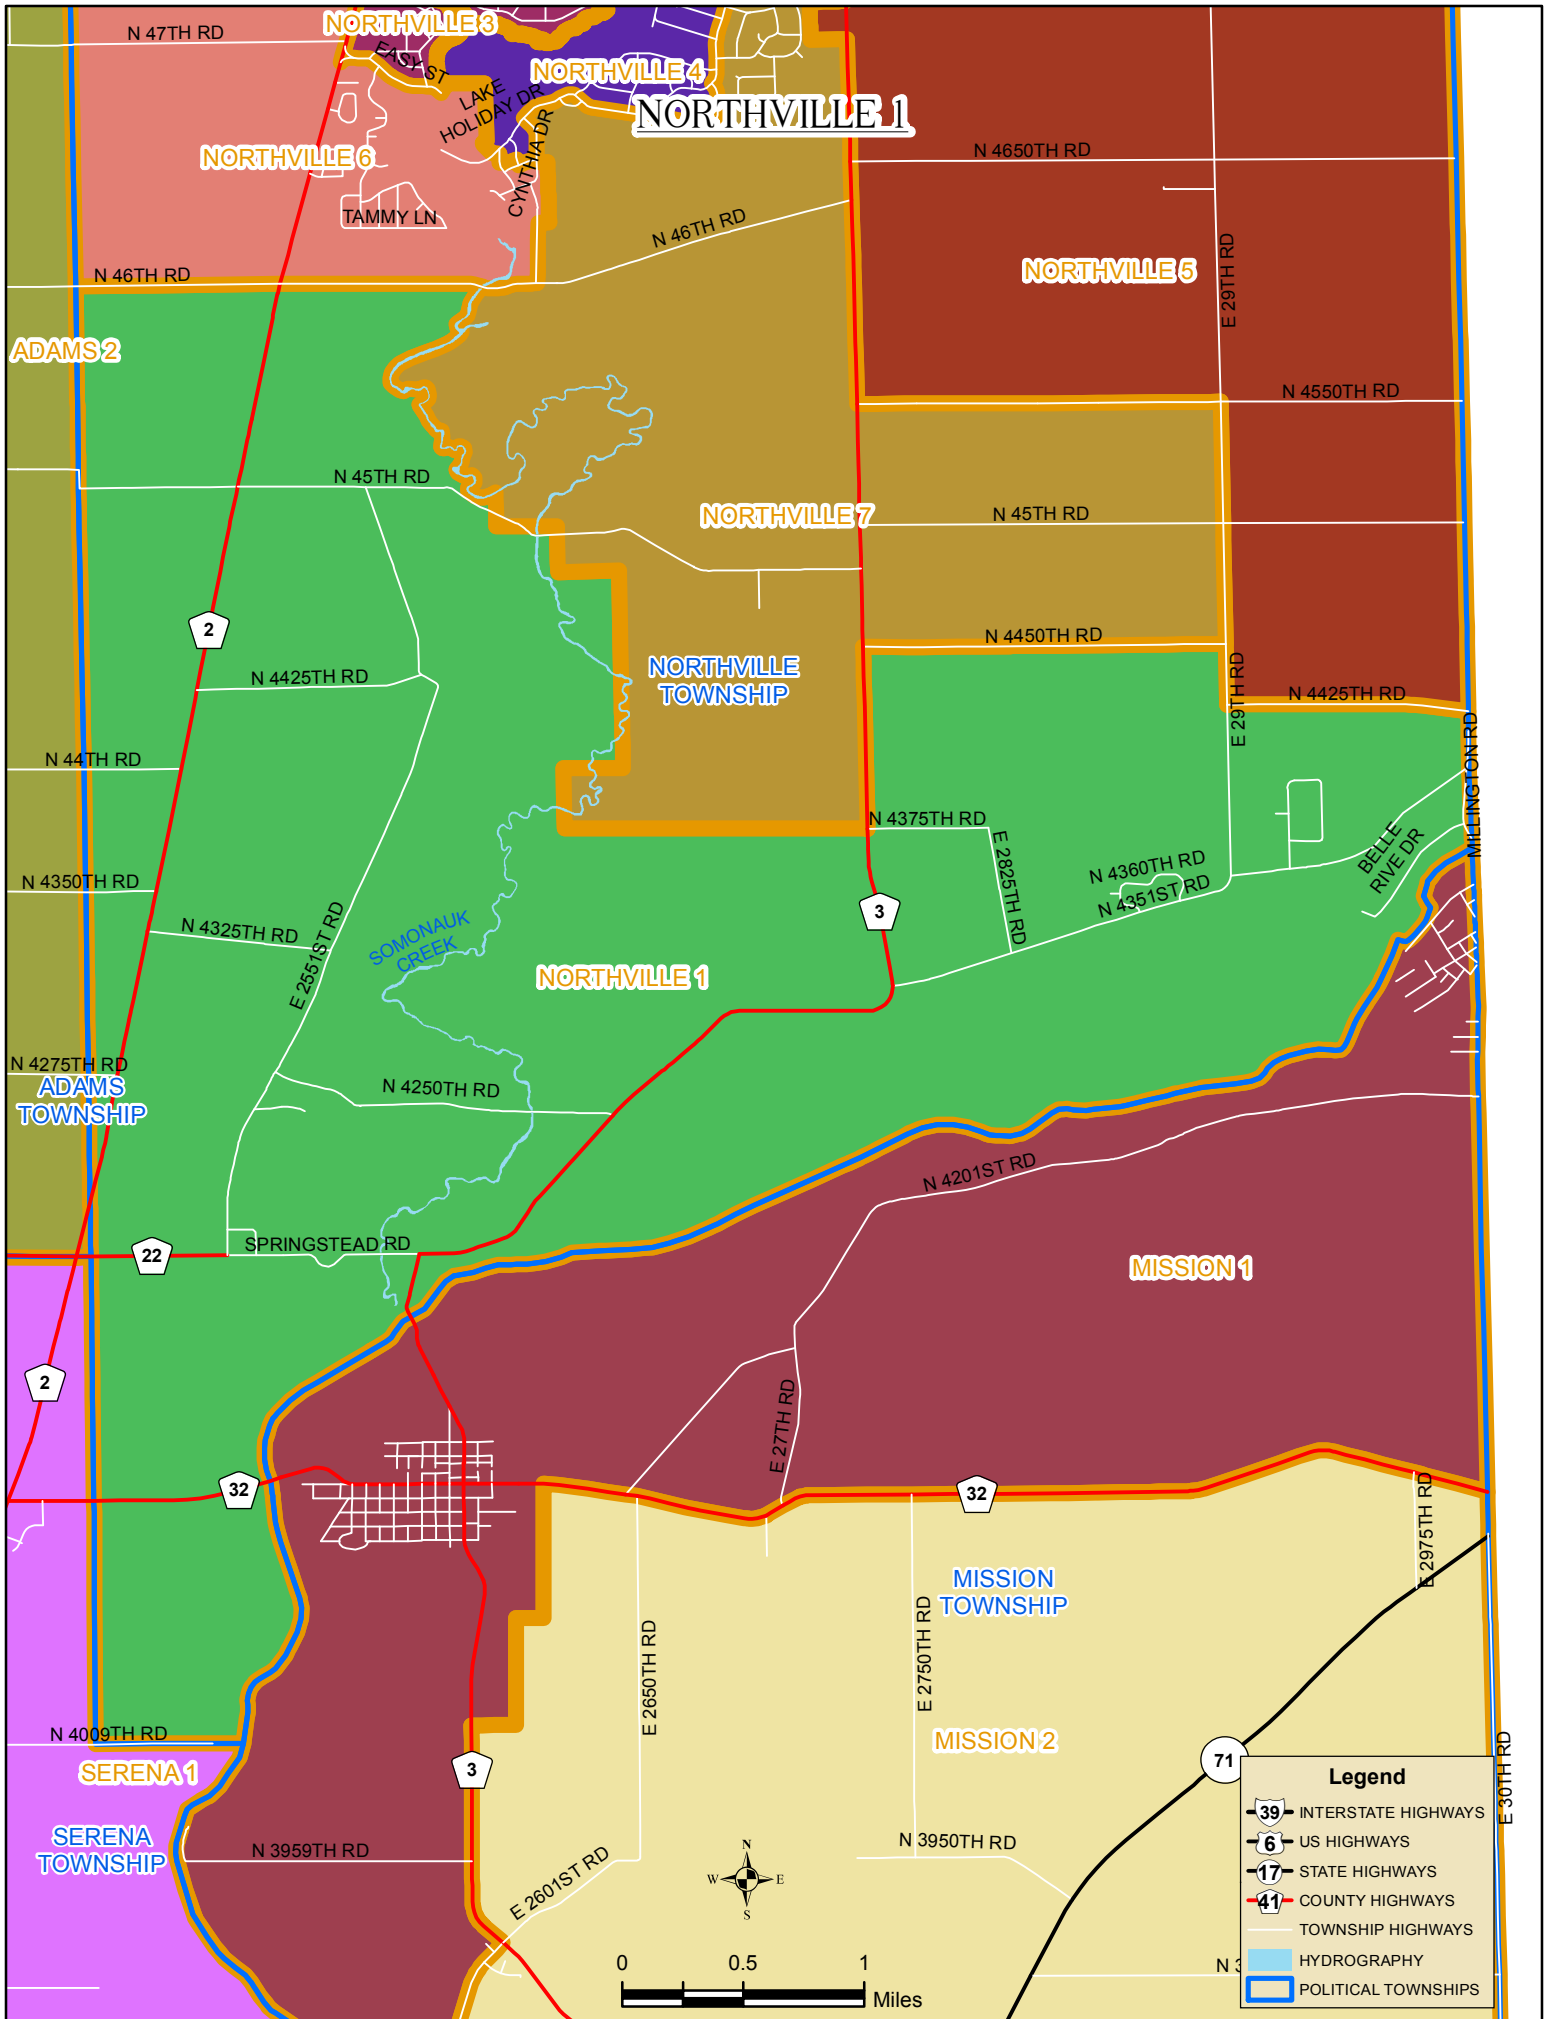 NORTHVILLE 3
N 47TH RD
EASY ST
NORTHVILLE 4
LAKE
HOLIDAY DR
NORTHVILLE 1
CYNTHIA DR
NORTHVILLE 6
N 4650TH RD
TAMMY LN
N 46TH RD
N 46TH RD
NORTHVILLE 5
E 29TH RD
ADAMS 2
N 4550TH RD
N 45TH RD
NORTHVILLE 7
N 45TH RD
2
N 4450TH RD
NORTHVILLE
TOWNSHIP
N 4425TH RD
E 29TH RD
N 4425TH RD
MILLINGTON RD
N 44TH RD
N 4375TH RD
E 2825TH RD
BELLE
RIVE DR
N 4360TH RD
N 4351ST RD
N 4350TH RD
3
N 4325TH RD
E 2551ST RD
SOMONAUK
CREEK
NORTHVILLE 1
N 4275TH RD
ADAMS
TOWNSHIP
N 4250TH RD
N 4201ST RD
22
SPRINGSTEAD RD
MISSION 1
2
E 27TH RD
32
32
E 2975TH RD
MISSION
TOWNSHIP
E 2650TH RD
E 2750TH RD
N 4009TH RD
MISSION 2
SERENA 1
3
71
E 30TH RD
SERENA
TOWNSHIP
N 3959TH RD
E 2601ST RD
N 3950TH RD
N
W
E
S
N 3
0
0.5
1
Miles
Legend
39 INTERSTATE HIGHWAYS
6 US HIGHWAYS
17 STATE HIGHWAYS
41 COUNTY HIGHWAYS
TOWNSHIP HIGHWAYS
HYDROGRAPHY
POLITICAL TOWNSHIPS